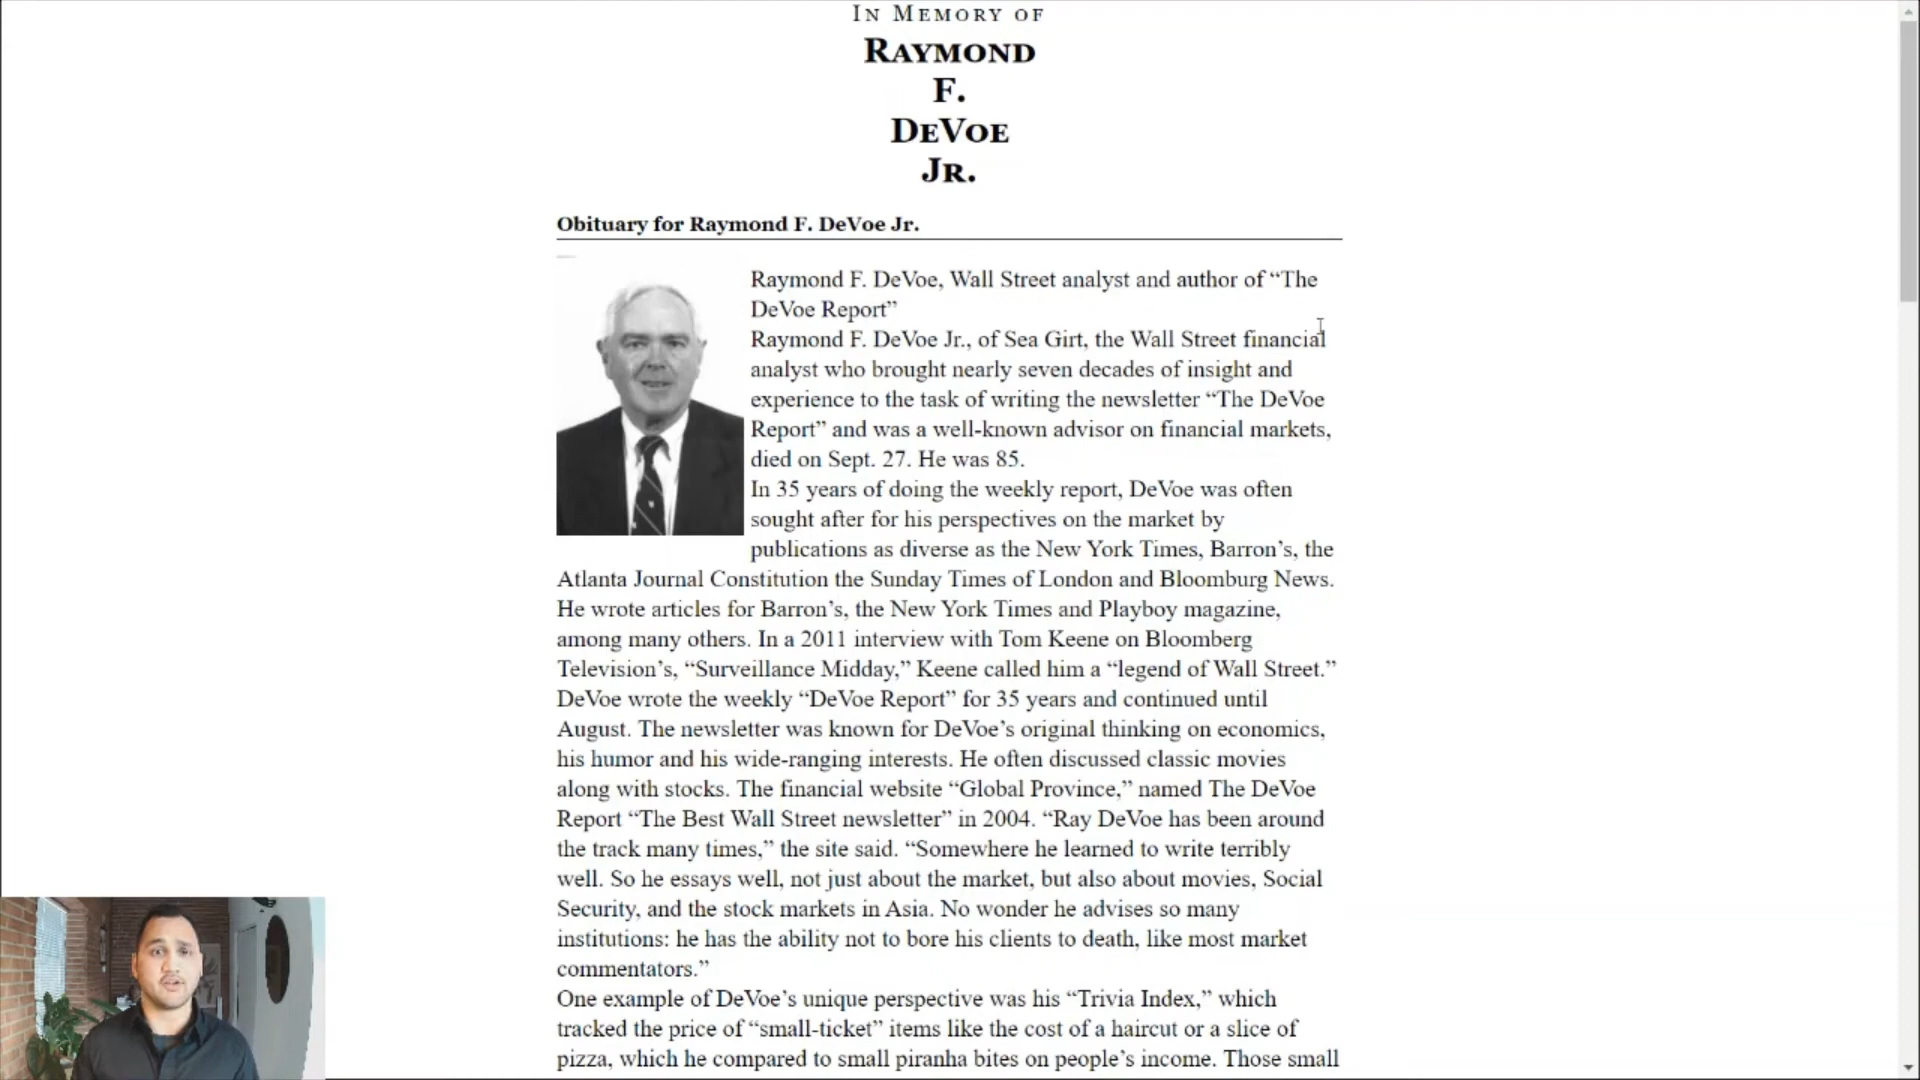 In Memory of
Raymond
F.
DeVoe
Jr.
Obituary for Raymond F. DeVoe Jr.
Raymond F. DeVoe, Wall Street analyst and author of “The
DeVoe Report”
Raymond F. DeVoe Jr., of Sea Girt, the Wall Street financial
analyst who brought nearly seven decades of insight and
experience to the task of writing the newsletter “The DeVoe
Report” and was a well-known advisor on financial markets,
died on Sept. 27. He was 85.
In 35 years of doing the weekly report, DeVoe was often
sought after for his perspectives on the market by
publications as diverse as the New York Times, Barron’s, the
Atlanta Journal Constitution the Sunday Times of London and Bloomburg News.
He wrote articles for Barron’s, the New York Times and Playboy magazine,
among many others. In a 2011 interview with Tom Keene on Bloomberg
Television’s, “Surveillance Midday,” Keene called him a “legend of Wall Street.”
DeVoe wrote the weekly “DeVoe Report” for 35 years and continued until
August. The newsletter was known for DeVoe’s original thinking on economics,
his humor and his wide-ranging interests. He often discussed classic movies
along with stocks. The financial website “Global Province,” named The DeVoe
Report “The Best Wall Street newsletter” in 2004. “Ray DeVoe has been around
the track many times,” the site said. “Somewhere he learned to write terribly
well. So he essays well, not just about the market, but also about movies, Social
Security, and the stock markets in Asia. No wonder he advises so many
institutions: he has the ability not to bore his clients to death, like most market
commentators.”
One example of DeVoe’s unique perspective was his “Trivia Index,” which
tracked the price of “small-ticket” items like the cost of a haircut or a slice of
pizza, which he compared to small piranha bites on people’s income. Those small